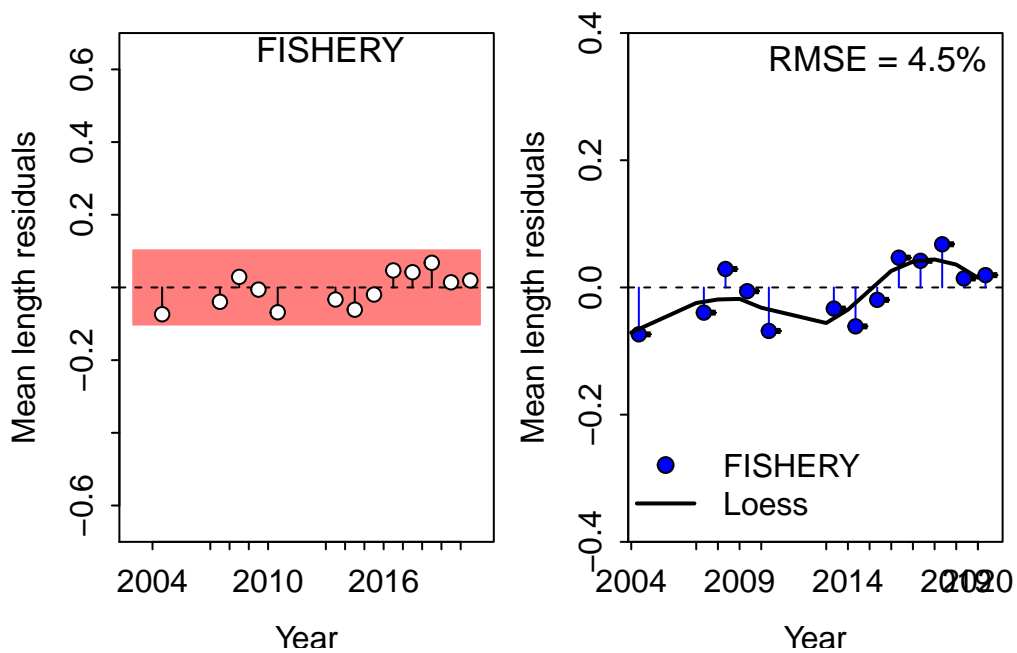 FISHERY
Mean length residuals
0.6
0.4
0.2
−0.2
−0.6
2004
2010
2016
Year
RMSE = 4.5%
Mean length residuals
0.4
0.2
0.0
−0.2
−0.4
FISHERY
Loess
2004
2009
2014
2019
2020
Year